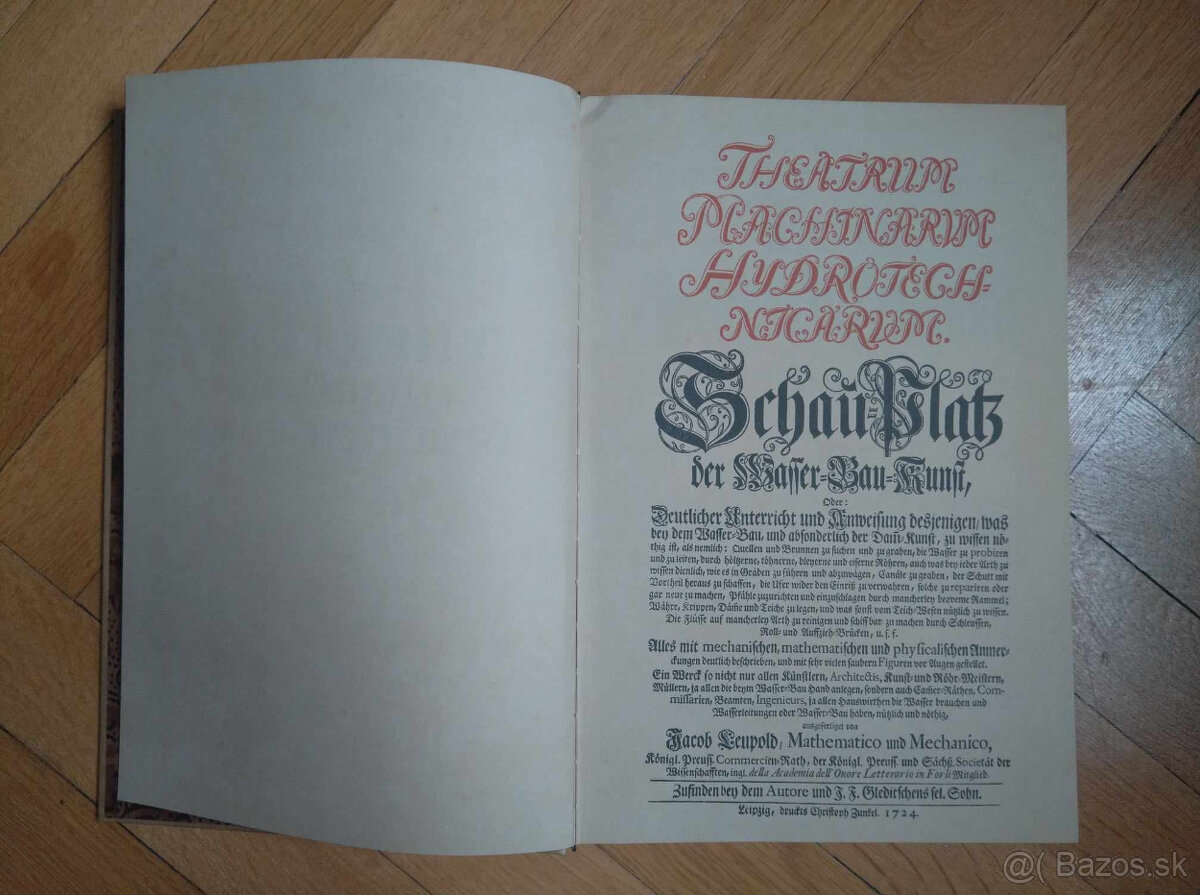 THEATRUM
MACHINARVM
HYDROTECH=
NICARVM.
Schau=Platz
der Wasser=Bau=Kunst,
Oder:
Deutlicher Unterricht und Anweisung desjenigen/was
bey dem Wasser=Bau, und absonderlich der Dam̅=Kunst, zu wissen nö=
thig ist, als nemlich: Quellen und Brunnen zu suchen und zu graben, die Wasser zu probiren
und zu leiten, durch höltzerne, töhnerne, bleyerne und eiserne Röhren, auch was bey ieder Arth zu
wissen dienlich, wie es in Gräben zu führen und abzuwägen, Canäle zu graben, der Schutt mit
Vortheil heraus zu schaffen, die Ufer wider den Einriß zu verwahren, solche zu repariren oder
gar neue zu machen, Pfähle zuzurichten und einzuschlagen durch mancherley bequeme Rammel;
Währe, Krippen, Däm̅e und Teiche zu legen, und was sonst vom Teich=Wesen nützlich zu wissen.
Die Flüsse auf mancherley Arth zu reinigen und schiffbar zu machen durch Schleussen,
Roll= und Auffzieh=Brücken, u. s. f.
Alles mit mechanischen, mathematischen und physicalischen Anmer=
ckungen deutlich beschrieben, und mit sehr vielen saubern Figuren vor Augen gestellet.
Ein Werck so nicht nur allen Künstlern, Architectis, Kunst= und Röhr=Meistern,
Müllern, ja allen die beym Wasser=Bau Hand anlegen, sondern auch Cam̅er=Räthen, Com=
missarien, Beamten, Ingenieurs, ja allen Hauswirthen die Wasser brauchen und
Wasserleitungen oder Wasser=Bau haben, nützlich und nöthig,
ausgefertiget von
Jacob Leupold, Mathematico und Mechanico,
Königl. Preuss. Commercien=Rath, der Königl. Preuss. und Sächß. Societät der
Wissenschafften, ingl. della Academia dell' Onore Letterario in Forli Mitglied.
Zu finden bey dem Autore und J. F. Gleditschens sel. Sohn.
Leipzig, druckts Christoph Zunkel. 1724.
@( Bazos.sk